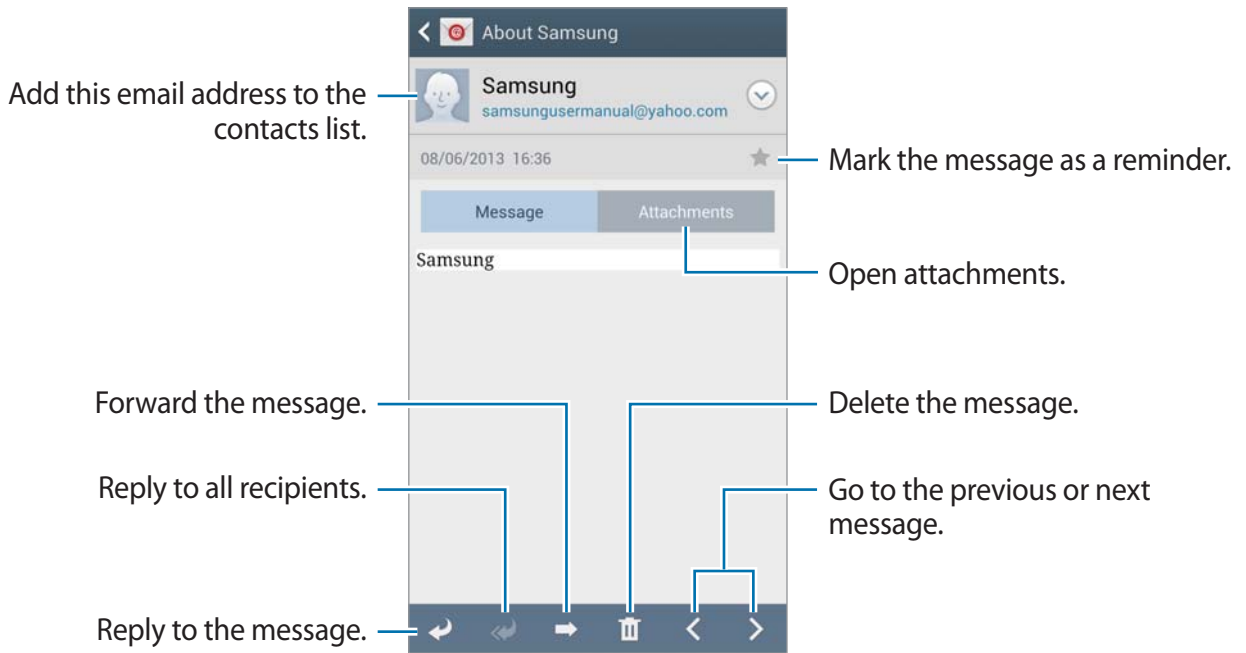 About Samsung
Add this email address to the
contacts list.
Samsung
samsungusermanual@yahoo.com
08/06/2013 16:36
Mark the message as a reminder.
Message
Attachments
Samsung
Open attachments.
Forward the message.
Delete the message.
Reply to all recipients.
Go to the previous or next
message.
Reply to the message.